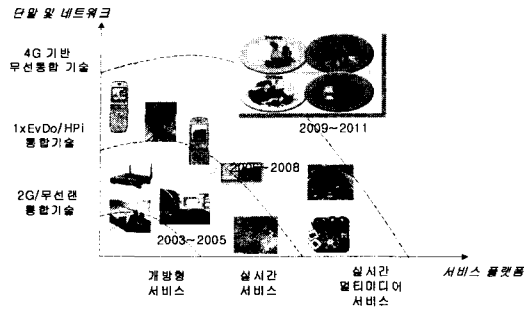 단말 및 네트워크
4G 기반
무선통합 기술
2009~2011
1xEvDo/HPi
통합기술
~2008
2G/무선랜
통합기술
2003~2005
개방형
서비스
실시간
서비스
실시간
멀티미디어
서비스
서비스 플랫폼